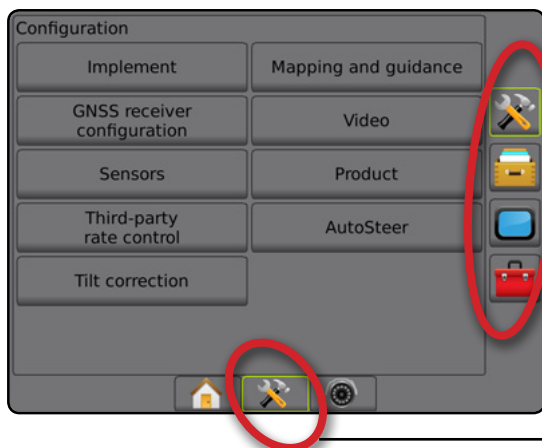 Configuration
Implement
Mapping and guidance
GNSS receiver
configuration
Video
Sensors
Product
Third-party
rate control
AutoSteer
Tilt correction